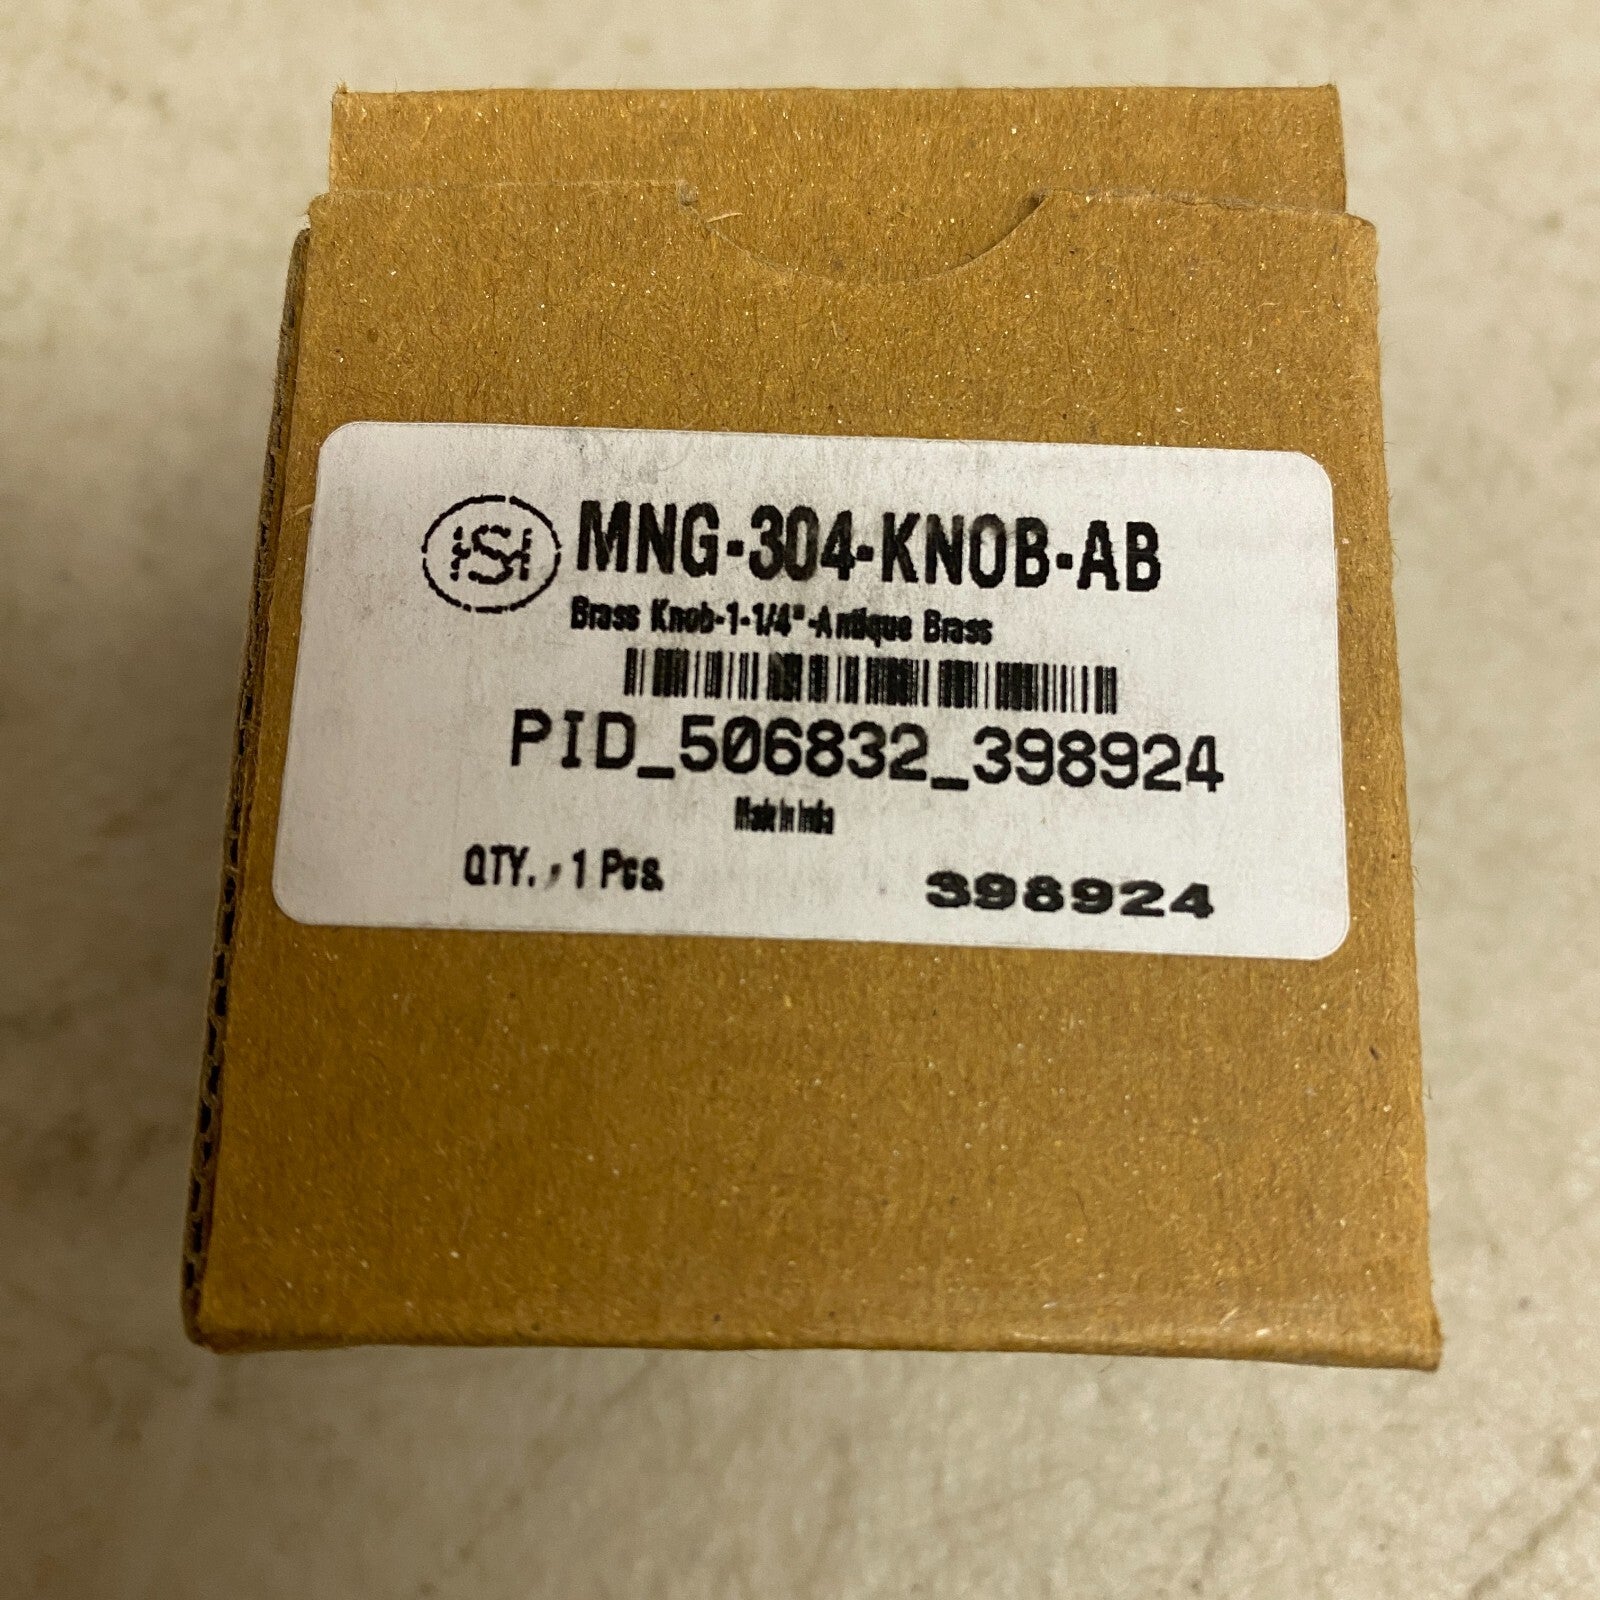 HSH MNG-304-KNOB-AB
Brass Knob-1-1/4"-Antique Brass
PID_506832_398924
Made in India
QTY. , 1 Pcs.
398924